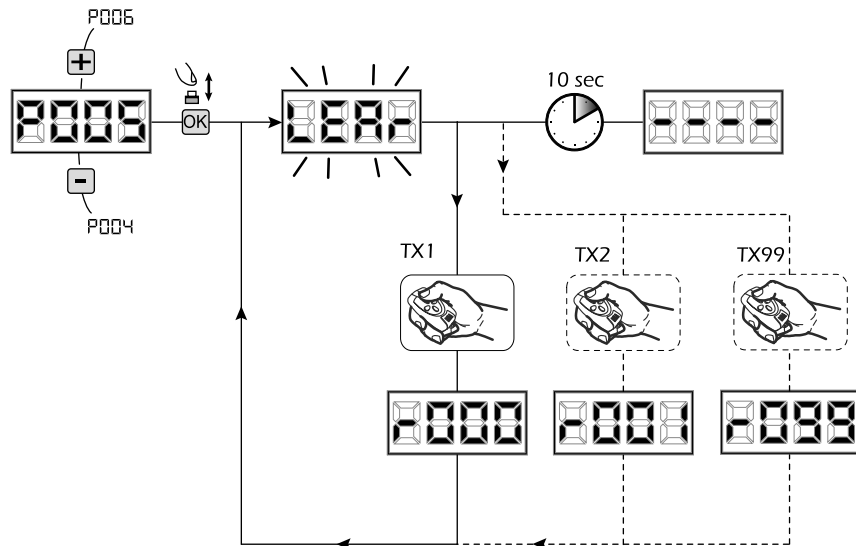 P006
+
P005
OK
LEAr
10 sec
- - - -
-
P004
TX1
TX2
TX99
r000
r001
r099